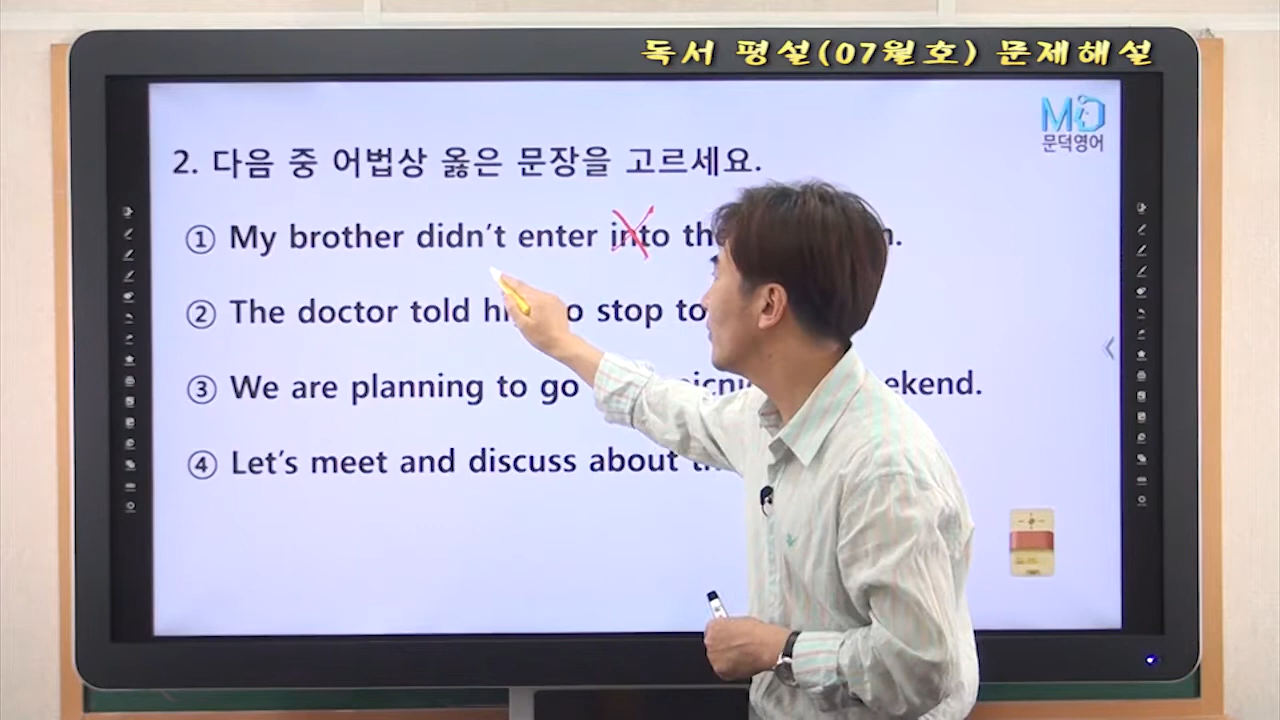 독서 평설(07월호) 문제해설
MD
문덕영어
2. 다음 중 어법상 옳은 문장을 고르세요.
① My brother didn't enter into
② The doctor told stop
③ We are planning to go
④ Let's meet and discuss about